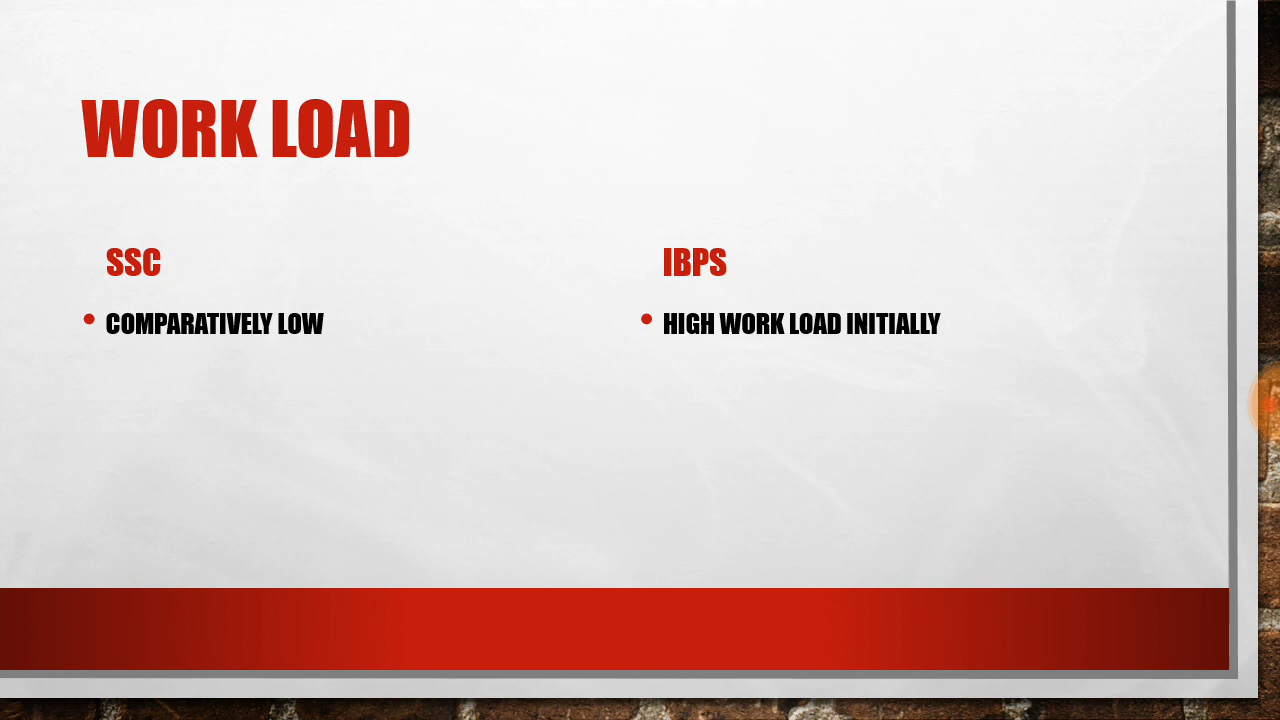 WORK LOAD
SSC
COMPARATIVELY LOW
IBPS
HIGH WORK LOAD INITIALLY